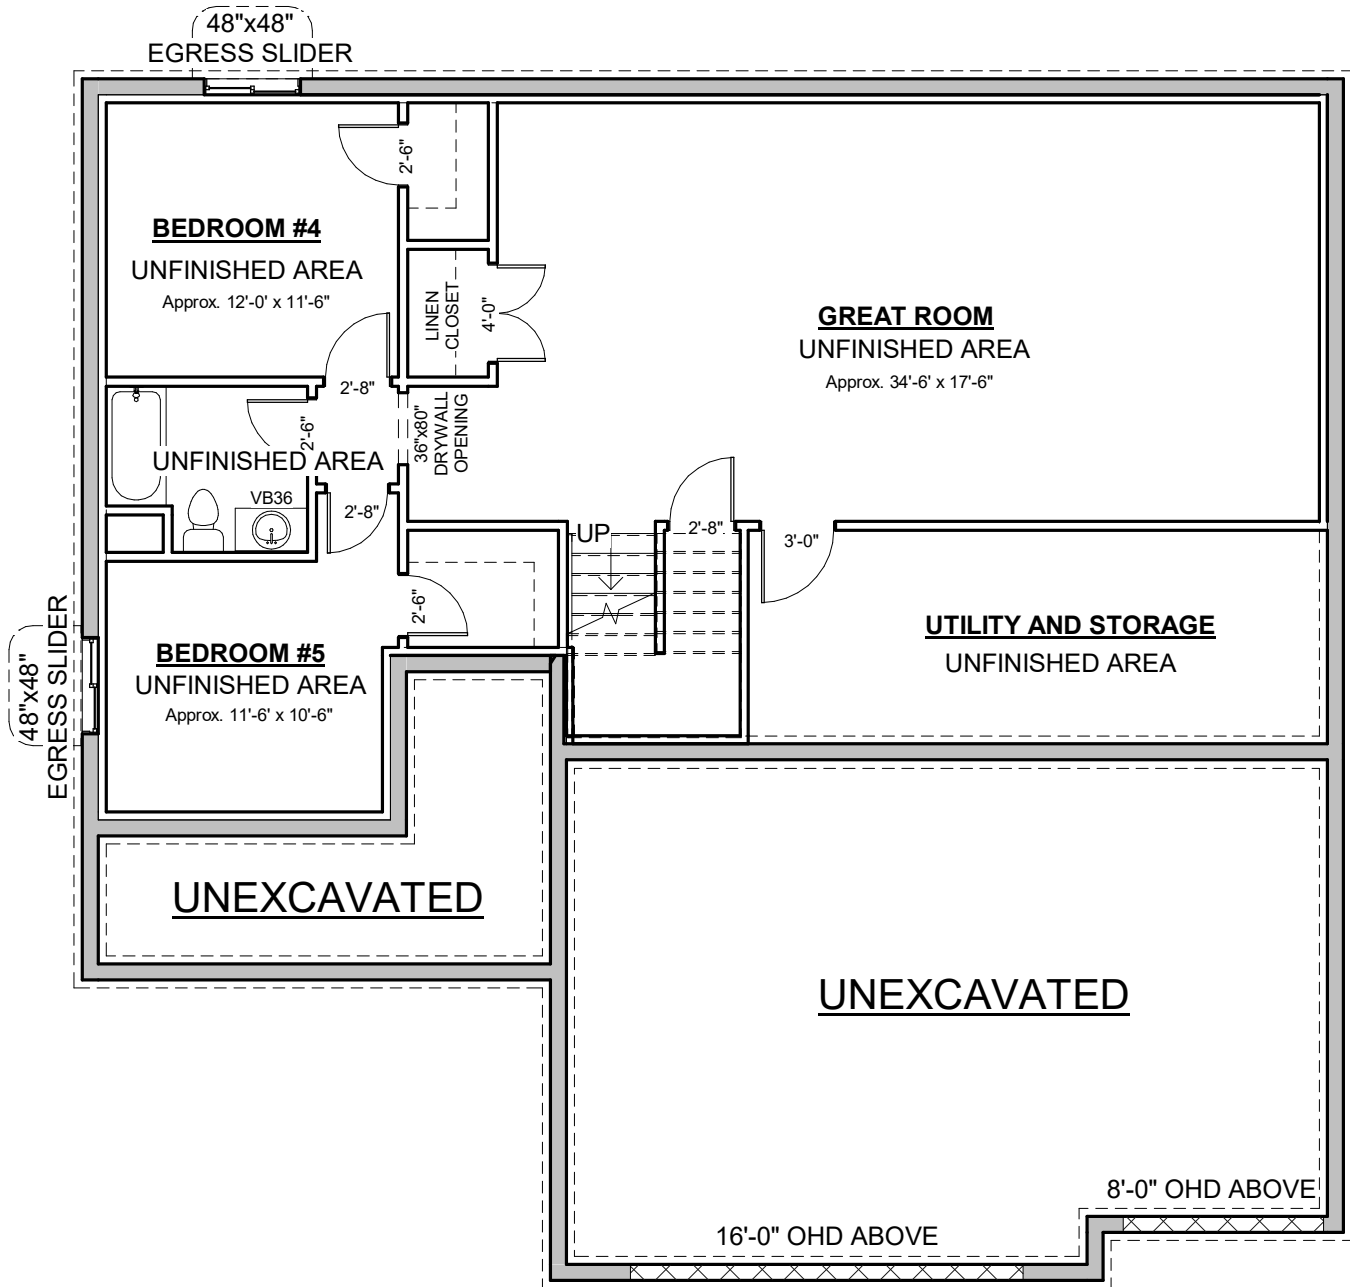 48"x48"
EGRESS SLIDER
2'-6"
BEDROOM #4
UNFINISHED AREA
Approx. 12'-0' x 11'-6"
LINEN
CLOSET
4'-0"
GREAT ROOM
UNFINISHED AREA
Approx. 34'-6' x 17'-6"
2'-8"
2'-6"
36"x80"
DRYWALL
OPENING
UNFINISHED AREA
VB36
2'-8"
UP
2'-8"
3'-0"
2'-6"
48"x48"
EGRESS SLIDER
BEDROOM #5
UNFINISHED AREA
Approx. 11'-6' x 10'-6"
UTILITY AND STORAGE
UNFINISHED AREA
UNEXCAVATED
UNEXCAVATED
8'-0" OHD ABOVE
16'-0" OHD ABOVE